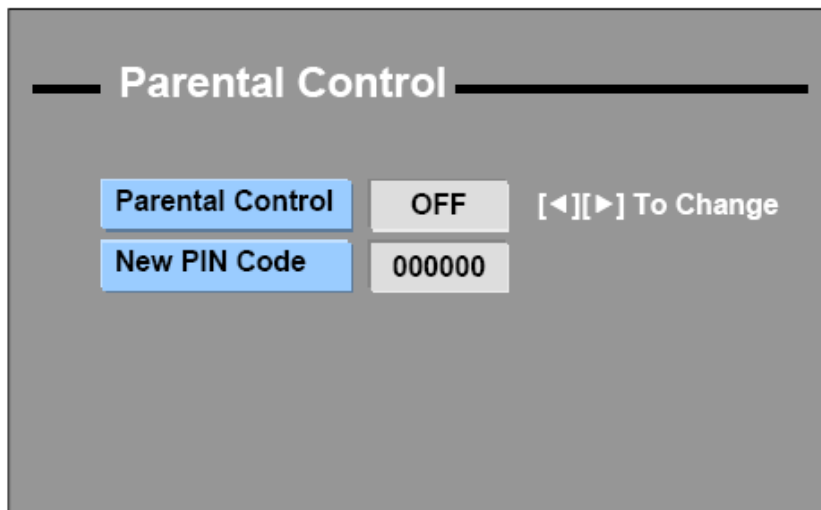 Parental Control
Parental Control OFF [◄][►] To Change
New PIN Code 000000